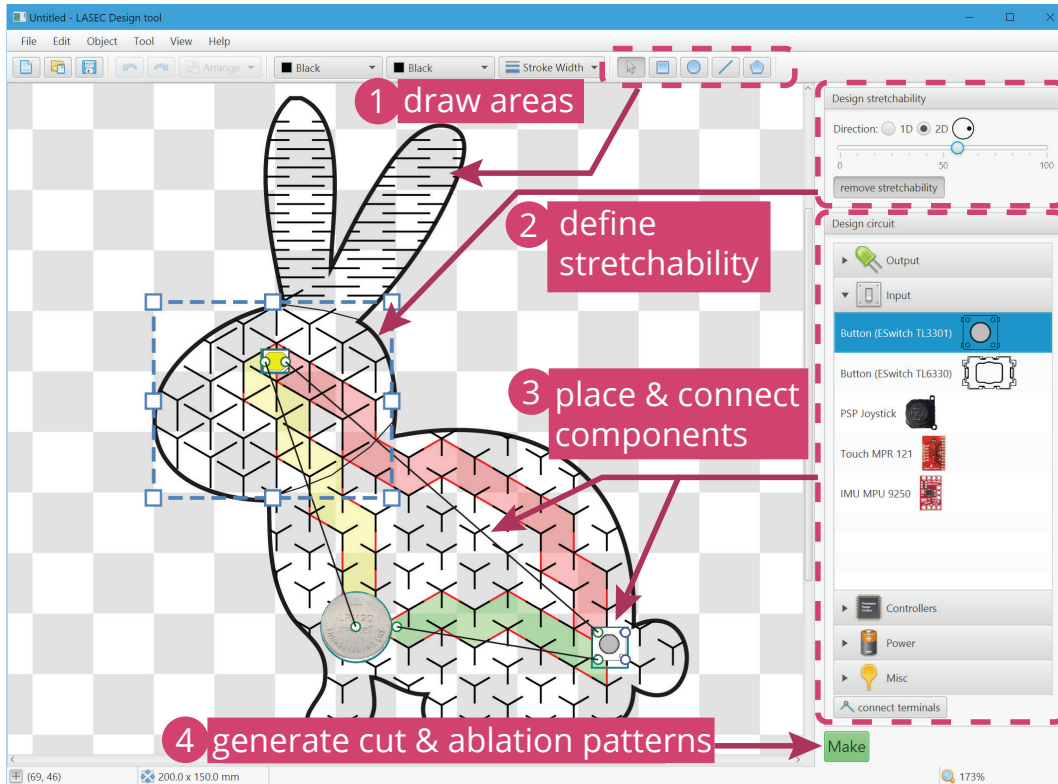 Untitled - LASEC Design tool
File Edit Object Tool View Help
Arrange Black Black Stroke Width
1 draw areas
Design stretchability
Direction: 1D 2D
0 50 100
remove stretchability
2 define
stretchability
Design circuit
Output
Input
Button (ESwitch TL3301)
Button (ESwitch TL6330)
3 place & connect
components
PSP Joystick
Touch MPR 121
IMU MPU 9250
Controllers
Power
Misc
connect terminals
4 generate cut & ablation patterns
Make
(69, 46) 200.0 x 150.0 mm 173%